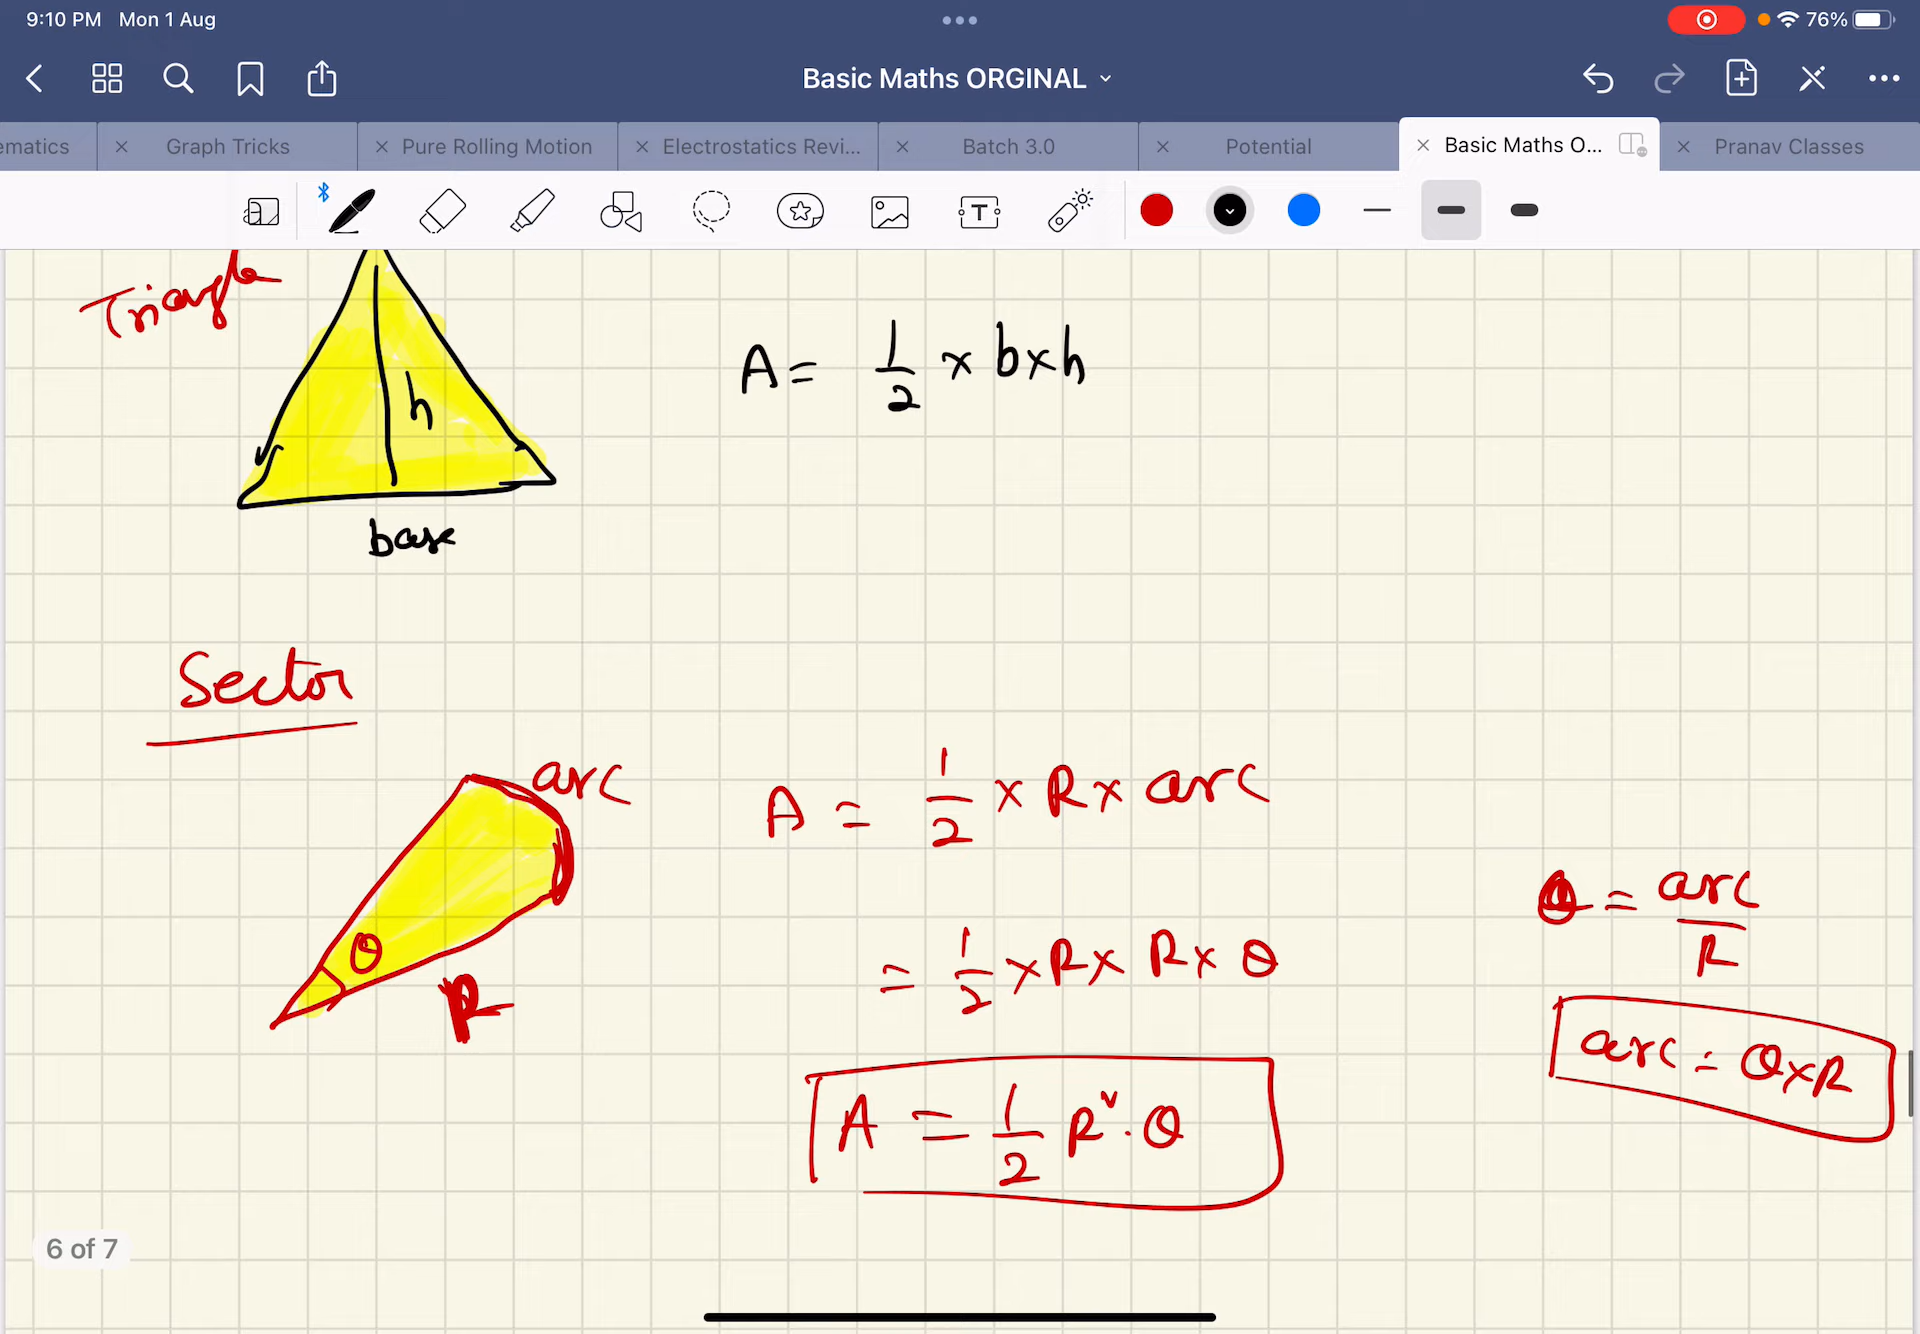 9:10 PM Mon 1 Aug
76%
Basic Maths ORGINAL
ematics
Graph Tricks
Pure Rolling Motion
Electrostatics Revi...
Batch 3.0
Potential
Basic Maths O...
Pranav Classes
Triangle
h
base
A = 1/2 × b × h
Sector
arc
θ
R
A = 1/2 × R × arc
= 1/2 × R × R × θ
A = 1/2 R² · θ
θ = arc/R
arc = θ × R
6 of 7